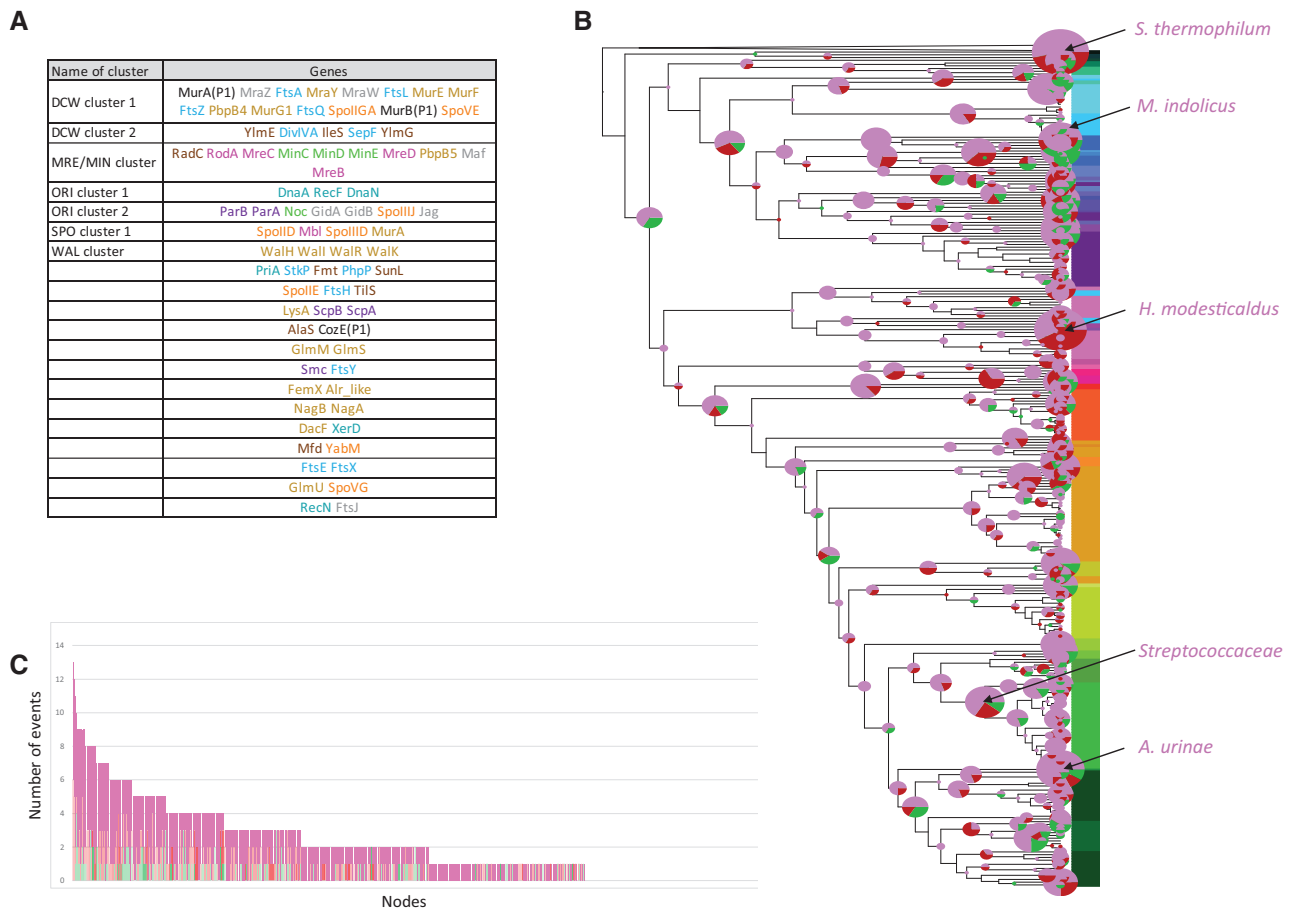 A
Name of cluster Genes
DCW cluster 1
MurA(P1) MraZ FtsA MraY MraW FtsL MurE MurF
FtsZ PbpB4 MurG1 FtsQ SpoIIGA MurB(P1) SpoVE
DCW cluster 2 YlmE DivIVA IleS SepF YlmG
MRE/MIN cluster
RadC RodA MreC MinC MinD MinE MreD PbpB5 Maf
MreB
ORI cluster 1 DnaA RecF DnaN
ORI cluster 2 ParB ParA Noc GidA GidB SpoIIIJ Jag
SPO cluster 1 SpoIID Mbl SpoIIID MurA
WAL cluster WalH WalI WalR WalK
PriA StkP Fmt PhpP SunL
SpoIIE FtsH TilS
LysA ScpB ScpA
AlaS CozE(P1)
GlmM GlmS
Smc FtsY
FemX Alr_like
NagB NagA
DacF XerD
Mfd YabM
FtsE FtsX
GlmU SpoVG
RecN FtsJ
B
S. thermophilum
M. indolicus
H. modesticaldus
Streptococcaceae
A. urinae
C
Number of events
14
12
10
8
6
4
2
0
Nodes